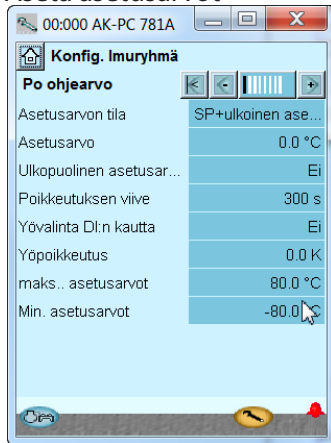 Aseta asetusarvot
00:000 AK-PC 781A
Konfig. Imuryhmä
Po ohjearvo
Asetusarvon tila SP+ulkoinen ase...
Asetusarvo 0.0 °C
Ulkopuolinen asetusar... Ei
Poikkeutuksen viive 300 s
Yövalinta DI:n kautta Ei
Yöpoikkeutus 0.0 K
maks.. asetusarvot 80.0 °C
Min. asetusarvot -80.0 °C